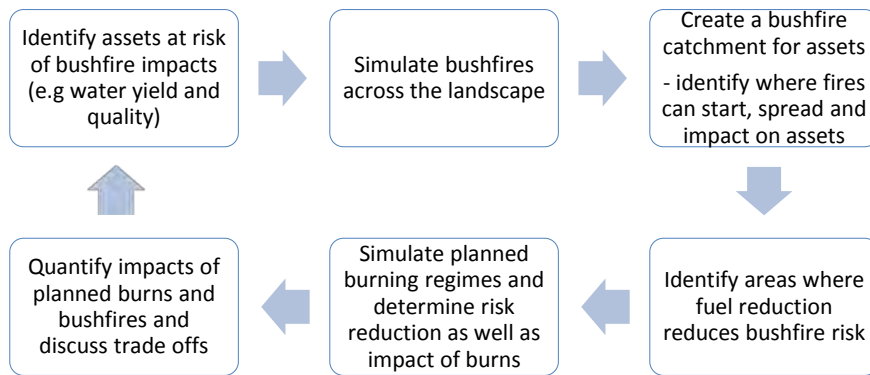 Identify assets at risk
of bushfire impacts
(e.g water yield and
quality)
Simulate bushfires
across the landscape
Create a bushfire
catchment for assets
- identify where fires
can start, spread and
impact on assets
Identify areas where
fuel reduction
reduces bushfire risk
Simulate planned
burning regimes and
determine risk
reduction as well as
impact of burns
Quantify impacts of
planned burns and
bushfires and
discuss trade offs